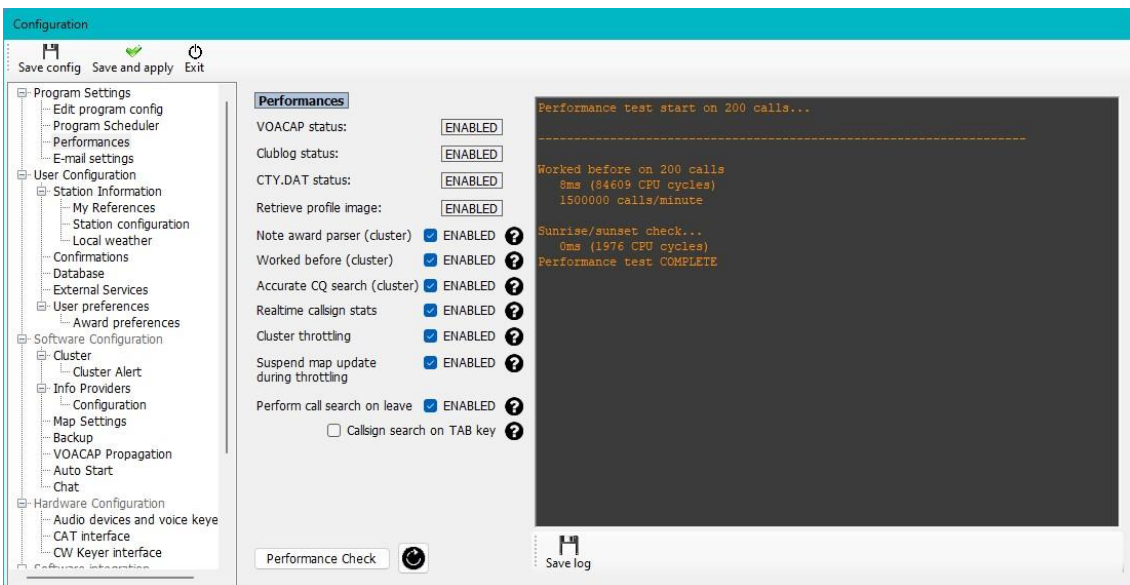 Configuration
Save config Save and apply Exit
Program Settings
Edit program config
Program Scheduler
Performances
E-mail settings
User Configuration
Station Information
My References
Station configuration
Local weather
Confirmations
Database
External Services
User preferences
Award preferences
Software Configuration
Cluster
Cluster Alert
Info Providers
Configuration
Map Settings
Backup
VOACAP Propagation
Auto Start
Chat
Hardware Configuration
Audio devices and voice keye
CAT interface
CW Keyer interface
Software integration
Performances
VOACAP status: ENABLED
Clublog status: ENABLED
CTY.DAT status: ENABLED
Retrieve profile image: ENABLED
Note award parser (cluster) ENABLED ?
Worked before (cluster) ENABLED ?
Accurate CQ search (cluster) ENABLED ?
Realtime callsign stats ENABLED ?
Cluster throttling ENABLED ?
Suspend map update ENABLED ?
during throttling
Perform call search on leave ENABLED ?
Callsign search on TAB key ?
Performance Check
Performance test start on 200 calls...
--------------------------------------------------------------------
Worked before on 200 calls
8ms (84609 CPU cycles)
1500000 calls/minute
Sunrise/sunset check...
0ms (1976 CPU cycles)
Performance test COMPLETE
Save log